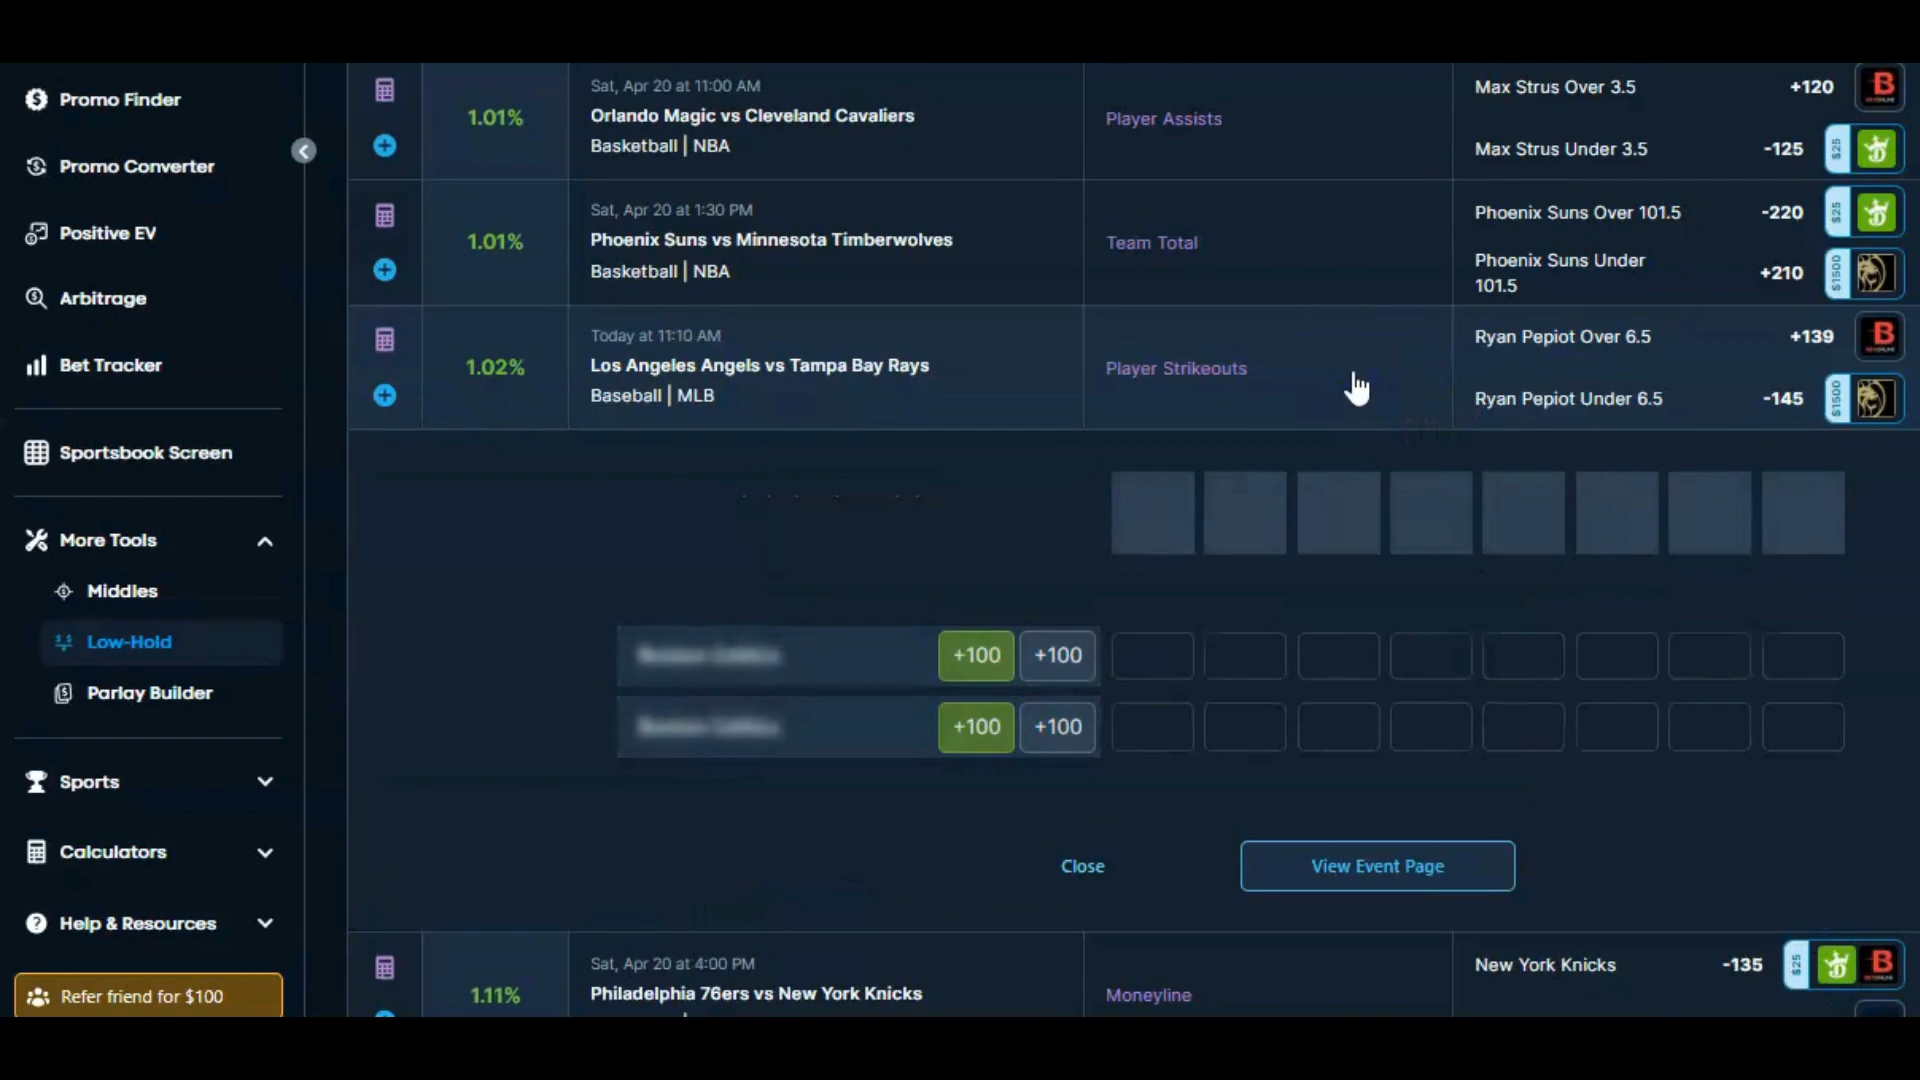 Promo Finder
Promo Converter
Positive EV
Arbitrage
Bet Tracker
Sportsbook Screen
More Tools
Middles
Low-Hold
Parlay Builder
Sports
Calculators
Help & Resources
Refer friend for $100
1.01%
Sat, Apr 20 at 11:00 AM
Orlando Magic vs Cleveland Cavaliers
Basketball | NBA
Player Assists
Max Strus Over 3.5 +120 B
Max Strus Under 3.5 -125 $25
1.01%
Sat, Apr 20 at 1:30 PM
Phoenix Suns vs Minnesota Timberwolves
Basketball | NBA
Team Total
Phoenix Suns Over 101.5 -220 $25
Phoenix Suns Under
101.5
+210 $1500
1.02%
Today at 11:10 AM
Los Angeles Angels vs Tampa Bay Rays
Baseball | MLB
Player Strikeouts
Ryan Pepiot Over 6.5 +139 B
Ryan Pepiot Under 6.5 -145 $1500
+100 +100
+100 +100
Close View Event Page
1.11%
Sat, Apr 20 at 4:00 PM
Philadelphia 76ers vs New York Knicks
Moneyline
New York Knicks -135 $25 B